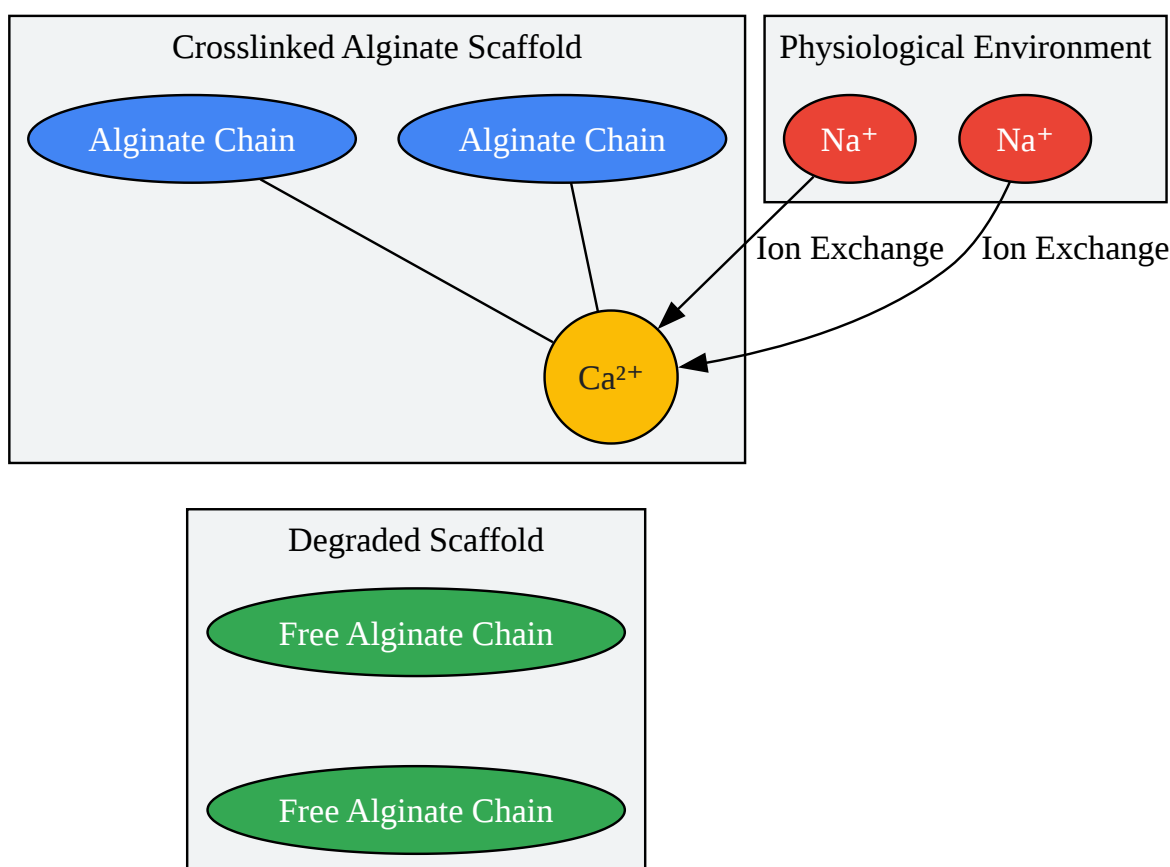 Crosslinked Alginate Scaffold
Physiological Environment
Alginate Chain
Alginate Chain
Na⁺
Na⁺
Ion Exchange
Ion Exchange
Ca²⁺
Degraded Scaffold
Free Alginate Chain
Free Alginate Chain